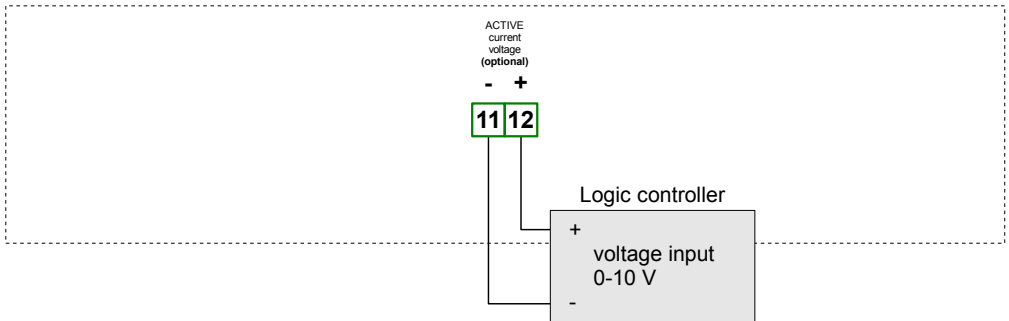 ACTIVE
current
voltage
(optional)
- +
11 12
Logic controller
+
voltage input
0-10 V
-